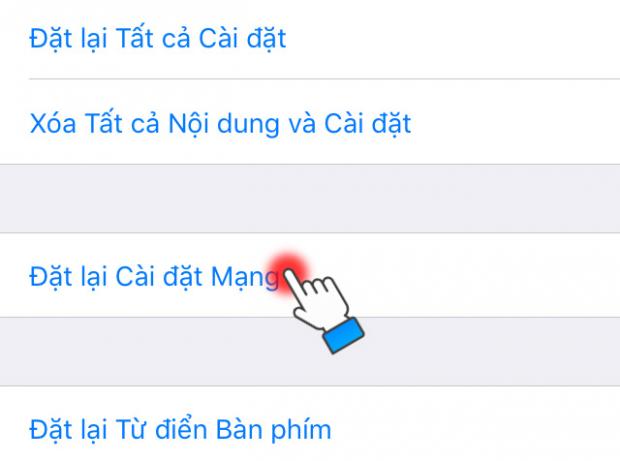 Đặt lại Tất cả Cài đặt
Xóa Tất cả Nội dung và Cài đặt
Đặt lại Cài đặt Mạng
Đặt lại Từ điển Bàn phím